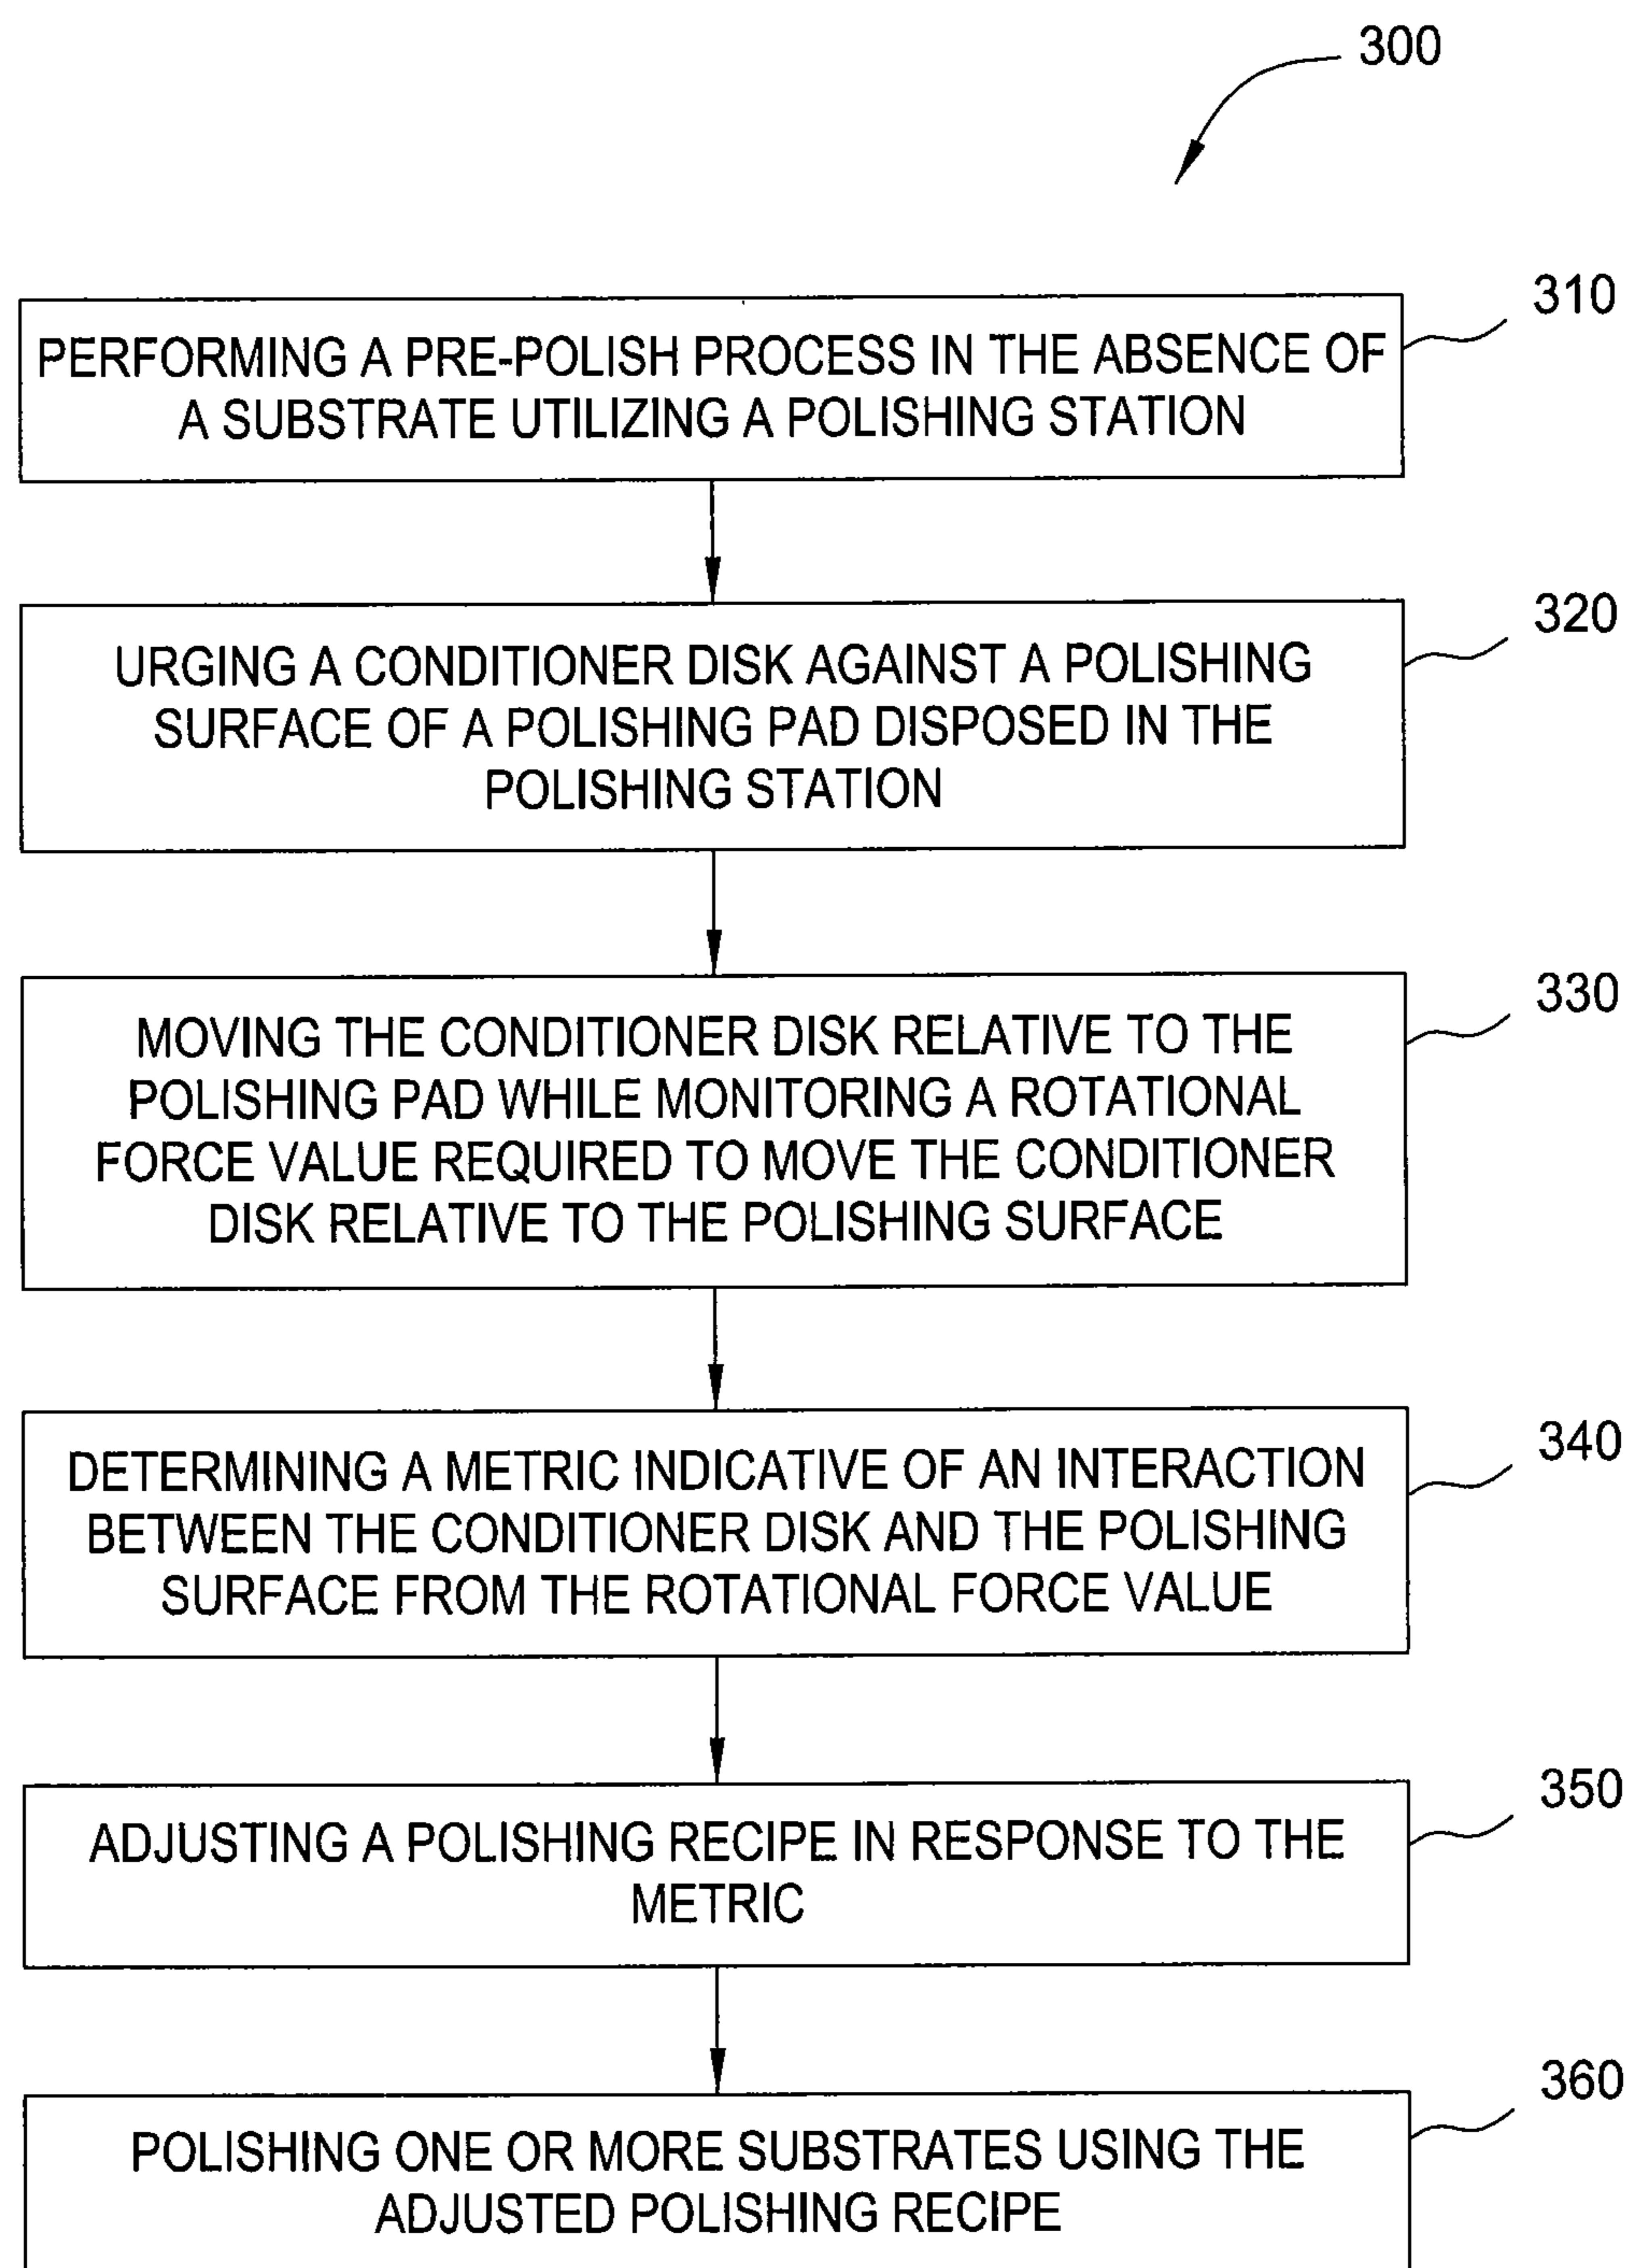 300
310
PERFORMING A PRE-POLISH PROCESS IN THE ABSENCE OF
A SUBSTRATE UTILIZING A POLISHING STATION
320
URGING A CONDITIONER DISK AGAINST A POLISHING
SURFACE OF A POLISHING PAD DISPOSED IN THE
POLISHING STATION
330
MOVING THE CONDITIONER DISK RELATIVE TO THE
POLISHING PAD WHILE MONITORING A ROTATIONAL
FORCE VALUE REQUIRED TO MOVE THE CONDITIONER
DISK RELATIVE TO THE POLISHING SURFACE
340
DETERMINING A METRIC INDICATIVE OF AN INTERACTION
BETWEEN THE CONDITIONER DISK AND THE POLISHING
SURFACE FROM THE ROTATIONAL FORCE VALUE
350
ADJUSTING A POLISHING RECIPE IN RESPONSE TO THE
METRIC
360
POLISHING ONE OR MORE SUBSTRATES USING THE
ADJUSTED POLISHING RECIPE